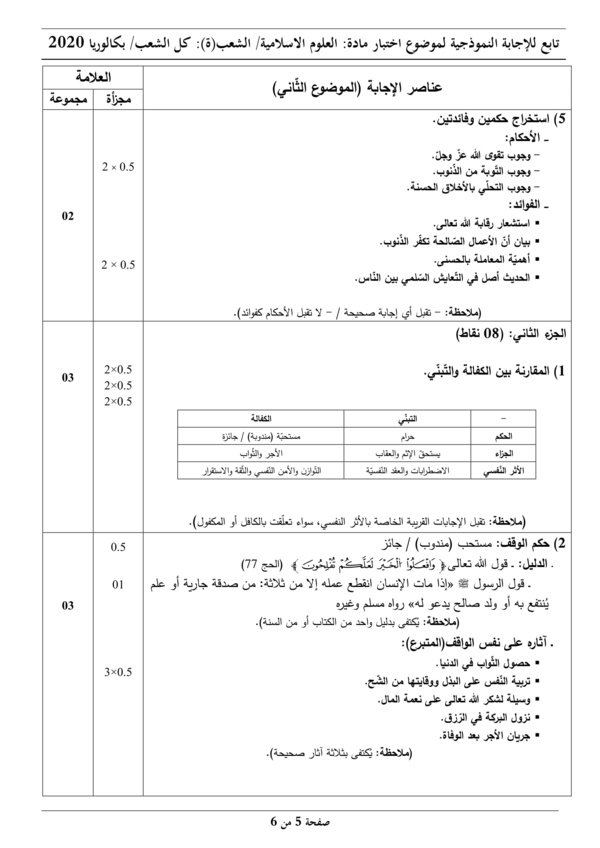 تابع للإجابة النموذجية لموضوع اختبار مادة: العلوم الاسلامية/ الشعب(ة): كل الشعب/ بكالوريا 2020
العلامة
عناصر الإجابة (الموضوع الثّاني)
مجموعة مجزأة
5) استخراج حكمين وفائدتين.
ـ الأحكام:
– وجوب تقوى الله عزّ وجلّ.
2 × 0.5
– وجوب التّوبة من الذّنوب.
– وجوب التحلّي بالأخلاق الحسنة.
ـ الفوائد:
02
▪ استشعار رقابة الله تعالى.
▪ بيان أنّ الأعمال الصّالحة تكفّر الذّنوب.
▪ أهميّة المعاملة بالحسنى.
2 × 0.5
▪ الحديث أصل في التّعايش السّلمي بين النّاس.
(ملاحظة: – تقبل أي إجابة صحيحة / – لا تقبل الأحكام كفوائد).
الجزء الثاني: (08 نقاط)
1) المقارنة بين الكفالة والتّبنّي.
2×0.5
2×0.5
2×0.5
03
– التبنّي الكفالة
الحكم حرام مستحبّة (مندوبة) / جائزة
الجزاء يستحقّ الإثم والعقاب الأجر والثّواب
الأثر النّفسي الاضطرابات والعقد النّفسيّة التّوازن والأمن النّفسي والثّقة والاستقرار
(ملاحظة: تقبل الإجابات القريبة الخاصة بالأثر النفسي، سواء تعلّقت بالكافل أو المكفول).
2) حكم الوقف: مستحب (مندوب) / جائز
0.5
. الدليل: ـ قول الله تعالى﴿ وَافْعَلُوا۟ الْخَيْرَ لَعَلَّكُمْ تُفْلِحُونَ ﴾ (الحج 77)
ـ قول الرسول ﷺ «إذا مات الإنسان انقطع عمله إلا من ثلاثة: من صدقة جارية أو علم
01
يُنتفع به أو ولد صالح يدعو له» رواه مسلم وغيره
03
(ملاحظة: يُكتفى بدليل واحد من الكتاب أو من السنة).
. آثاره على نفس الواقف(المتبرع):
▪ حصول الثّواب في الدنيا.
3×0.5
▪ تربية النّفس على البذل ووقايتها من الشّح.
▪ وسيلة لشكر الله تعالى على نعمة المال.
▪ نزول البركة في الرّزق.
▪ جريان الأجر بعد الوفاة.
(ملاحظة: يُكتفى بثلاثة آثار صحيحة).
صفحة 5 من 6